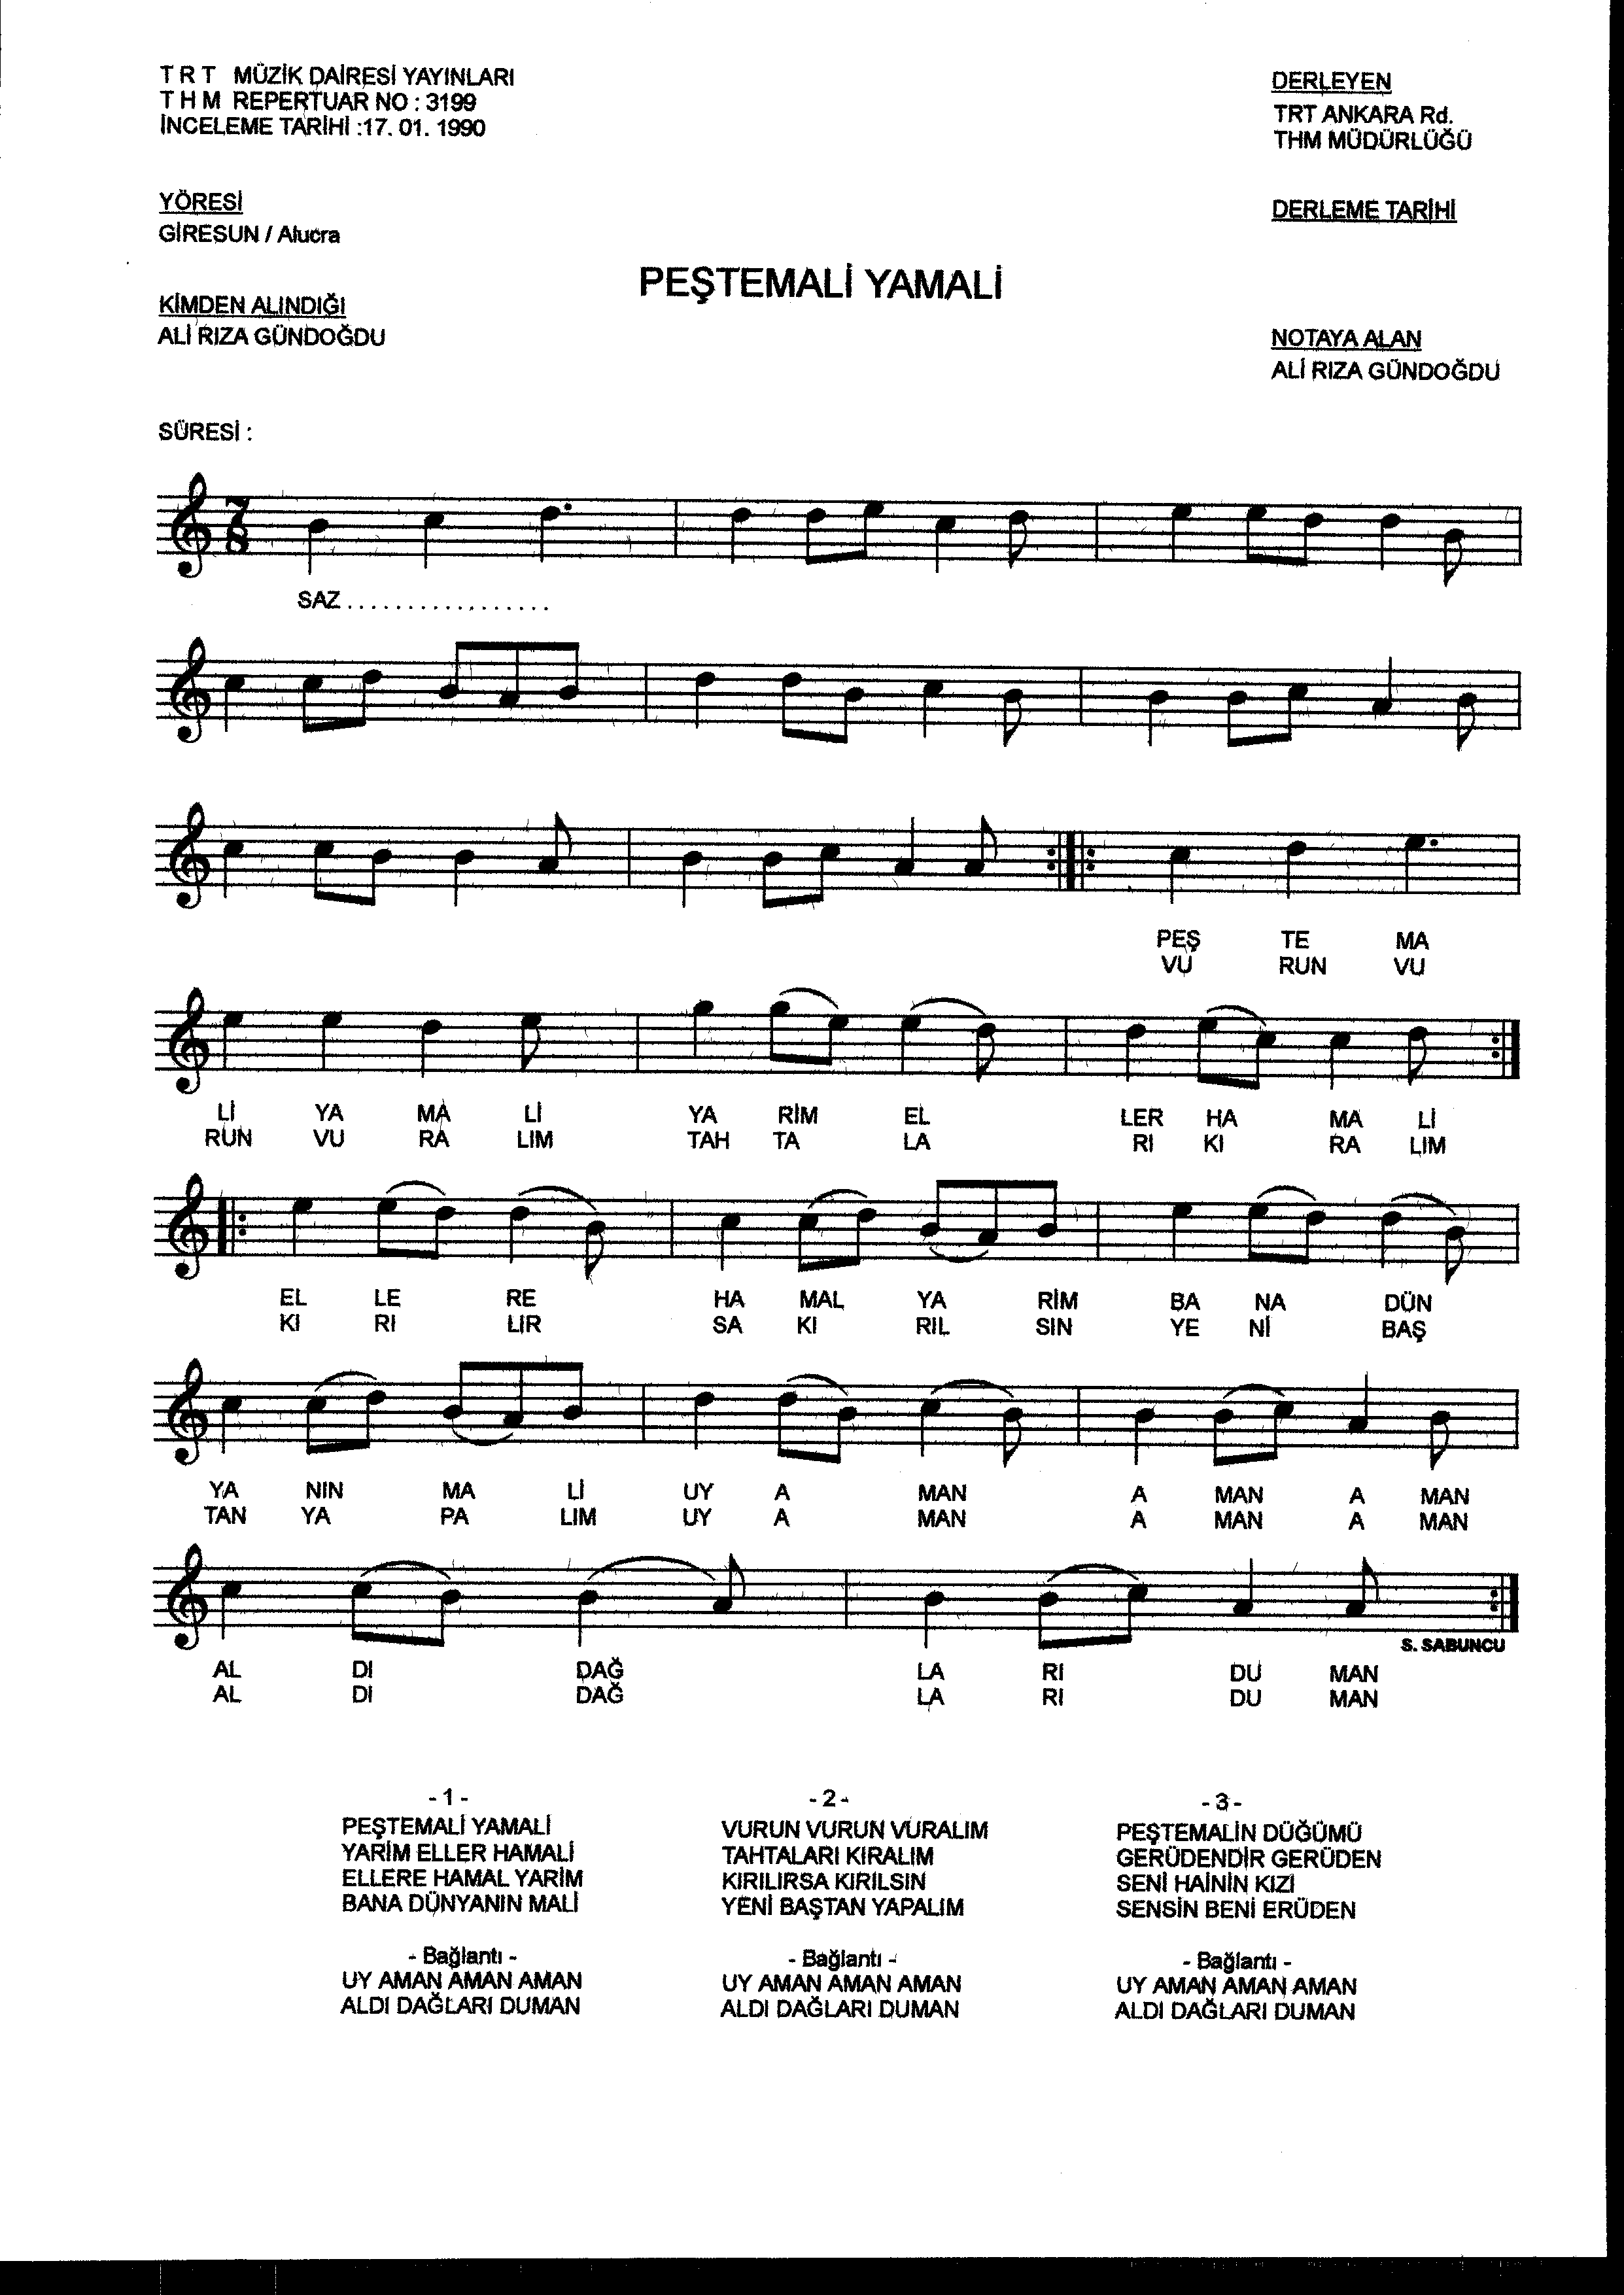 T R T MÜZİK DAİRESİ YAYINLARI
T H M REPERTUAR NO : 3199
İNCELEME TARİHİ :17. 01. 1990
DERLEYEN
TRT ANKARA Rd.
THM MÜDÜRLÜĞÜ
YÖRESİ
GİRESUN / Alucra
DERLEME TARİHİ
PEŞTEMALİ YAMALİ
KİMDEN ALINDIĞI
ALİ RIZA GÜNDOĞDU
NOTAYA ALAN
ALİ RIZA GÜNDOĞDU
SÜRESİ :
7
8
SAZ . . . . . . . . . . . . . . . . . .
PEŞ TE MA
VU RUN VU
Lİ YA MA Lİ YA RİM EL LER HA MA Lİ
RUN VU RA LIM TAH TA LA RI KI RA LIM
EL LE RE HA MAL YA RİM BA NA DÜN
KI RI LIR SA KI RIL SIN YE Nİ BAŞ
YA NIN MA Lİ UY A MAN A MAN A MAN
TAN YA PA LIM UY A MAN A MAN A MAN
S. SABUNCU
AL DI DAĞ LA RI DU MAN
AL DI DAĞ LA RI DU MAN
- 1 -
PEŞTEMALİ YAMALİ
YARİM ELLER HAMALİ
ELLERE HAMAL YARİM
BANA DÜNYANIN MALİ
- Bağlantı -
UY AMAN AMAN AMAN
ALDI DAĞLARI DUMAN
- 2 -
VURUN VURUN VURALIM
TAHTALARI KIRALIM
KIRILIRSA KIRILSIN
YENİ BAŞTAN YAPALIM
- Bağlantı -
UY AMAN AMAN AMAN
ALDI DAĞLARI DUMAN
- 3 -
PEŞTEMALİN DÜĞÜMÜ
GERÜDENDİR GERÜDEN
SENİ HAİNİN KIZI
SENSİN BENİ ERÜDEN
- Bağlantı -
UY AMAN AMAN AMAN
ALDI DAĞLARI DUMAN